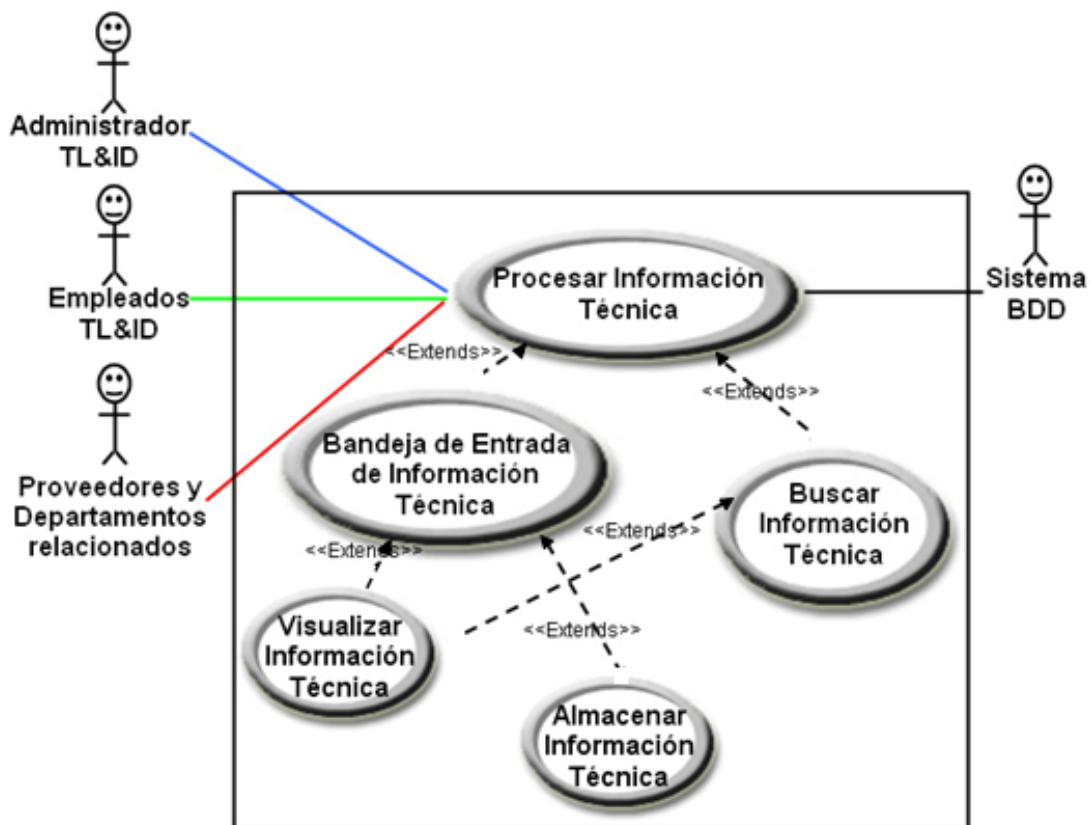 Administrador
TL&ID
Empleados
TL&ID
Proveedores y
Departamentos
relacionados
Sistema
BDD
Procesar Información
Técnica
<<Extends>>
<<Extends>>
Bandeja de Entrada
de Información
Técnica
Buscar
Información
Técnica
<<Extends>>
<<Extends>>
<<Extends>>
Visualizar
Información
Técnica
Almacenar
Información
Técnica